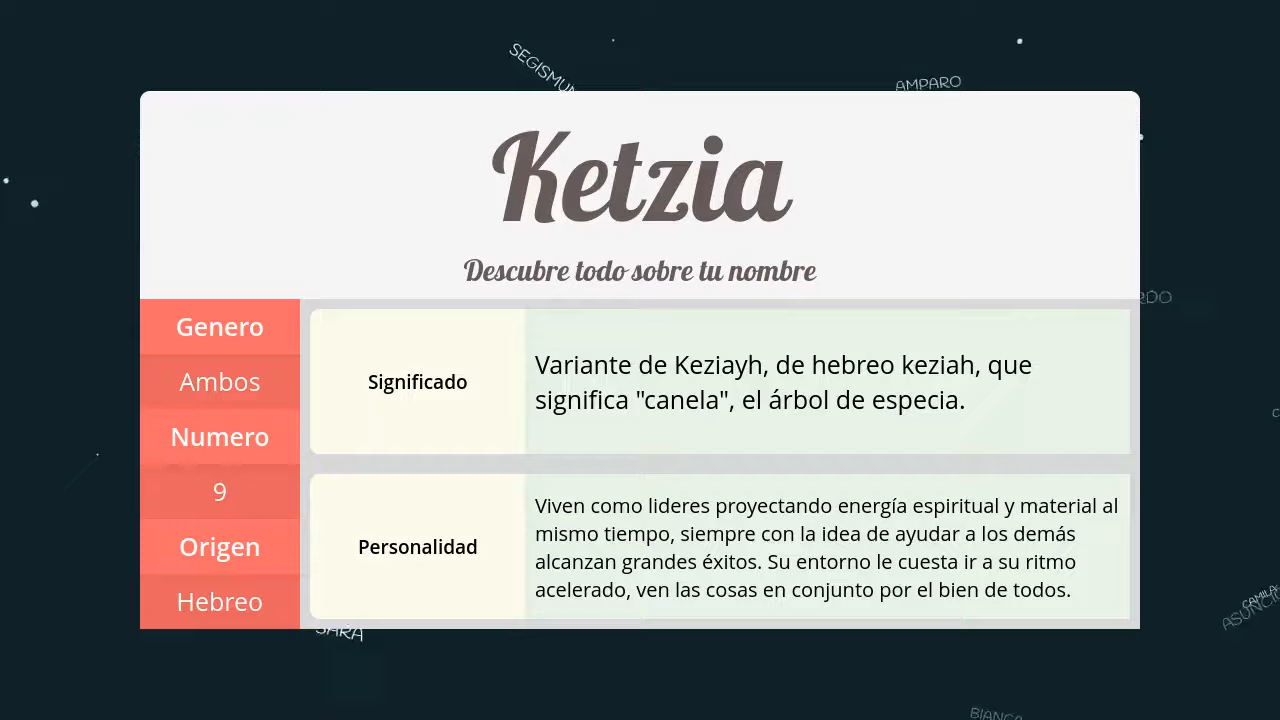 AMPARO
Ketzia
Descubre todo sobre tu nombre
Genero
Ambos
Numero
9
Origen
Hebreo
Significado
Variante de Keziayh, de hebreo keziah, que
significa "canela", el árbol de especia.
Personalidad
Viven como lideres proyectando energía espiritual y material al
mismo tiempo, siempre con la idea de ayudar a los demás
alcanzan grandes éxitos. Su entorno le cuesta ir a su ritmo
acelerado, ven las cosas en conjunto por el bien de todos.
SARA
CAMILA
BIANCA